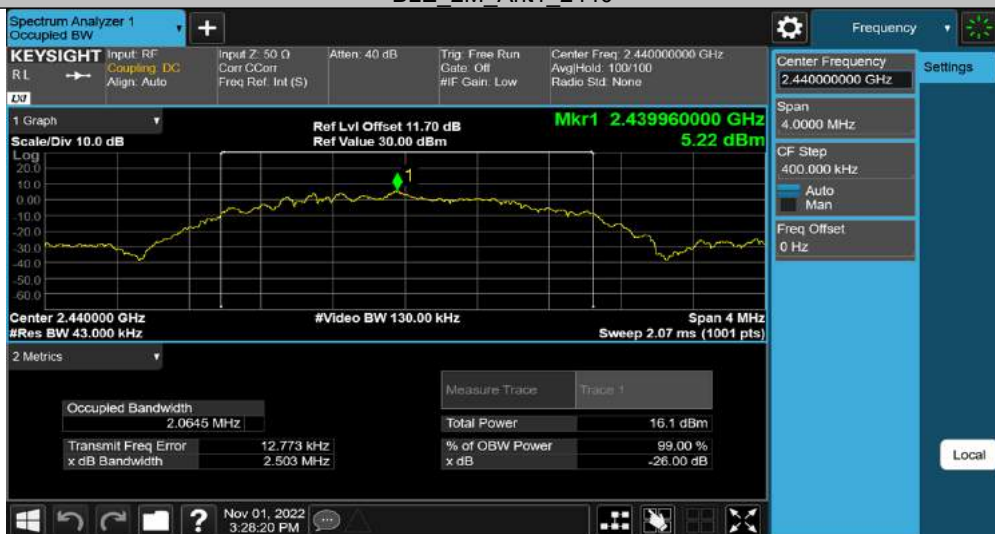 BLE_2M_Ant1_2440
Spectrum Analyzer 1
Occupied BW
Frequency
KEYSIGHT
RL
LXI
Input: RF
Coupling: DC
Align: Auto
Input Z: 50 Ω
Corr CCorr
Freq Ref: Int (S)
Atten: 40 dB
Trig: Free Run
Gate: Off
#IF Gain: Low
Center Freq: 2.440000000 GHz
Avg|Hold: 100/100
Radio Std: None
Center Frequency
2.440000000 GHz
Settings
Span
4.0000 MHz
CF Step
400.000 kHz
Auto
Man
Freq Offset
0 Hz
1 Graph
Scale/Div 10.0 dB
Ref Lvl Offset 11.70 dB
Ref Value 30.00 dBm
Mkr1 2.439960000 GHz
5.22 dBm
Log
20.0
10.0
0.00
-10.0
-20.0
-30.0
-40.0
-50.0
-60.0
1
Center 2.440000 GHz
#Res BW 43.000 kHz
#Video BW 130.00 kHz
Span 4 MHz
Sweep 2.07 ms (1001 pts)
2 Metrics
Measure Trace
Trace 1
Occupied Bandwidth
2.0645 MHz
Total Power
16.1 dBm
Transmit Freq Error
12.773 kHz
% of OBW Power
99.00 %
x dB Bandwidth
2.503 MHz
x dB
-26.00 dB
Local
Nov 01, 2022
3:28:20 PM